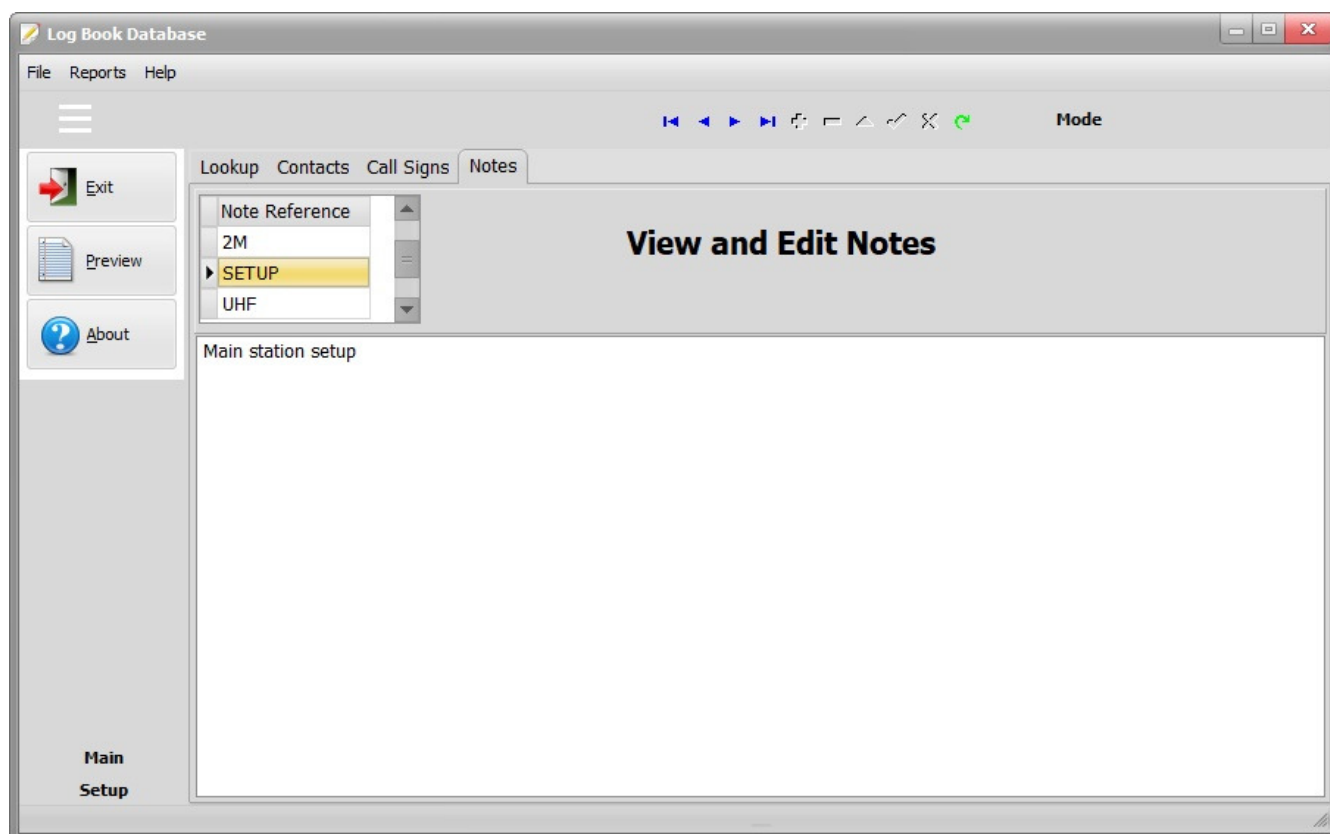 Log Book Database
File Reports Help
Mode
Exit
Preview
About
Lookup Contacts Call Signs Notes
Note Reference
2M
SETUP
UHF
View and Edit Notes
Main station setup
Main
Setup